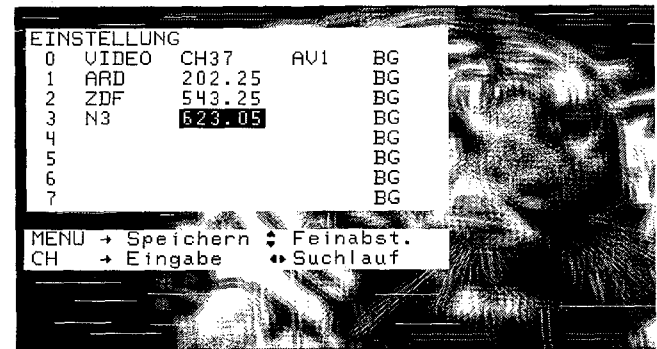 EINSTELLUNG
0 VIDEO CH37 AV1 BG
1 ARD 202.25 BG
2 ZDF 543.25 BG
3 N3 623.05 BG
4 BG
5 BG
6 BG
7 BG
MENU → Speichern ⬍ Feinabst.
CH → Eingabe ◂▸ Suchlauf